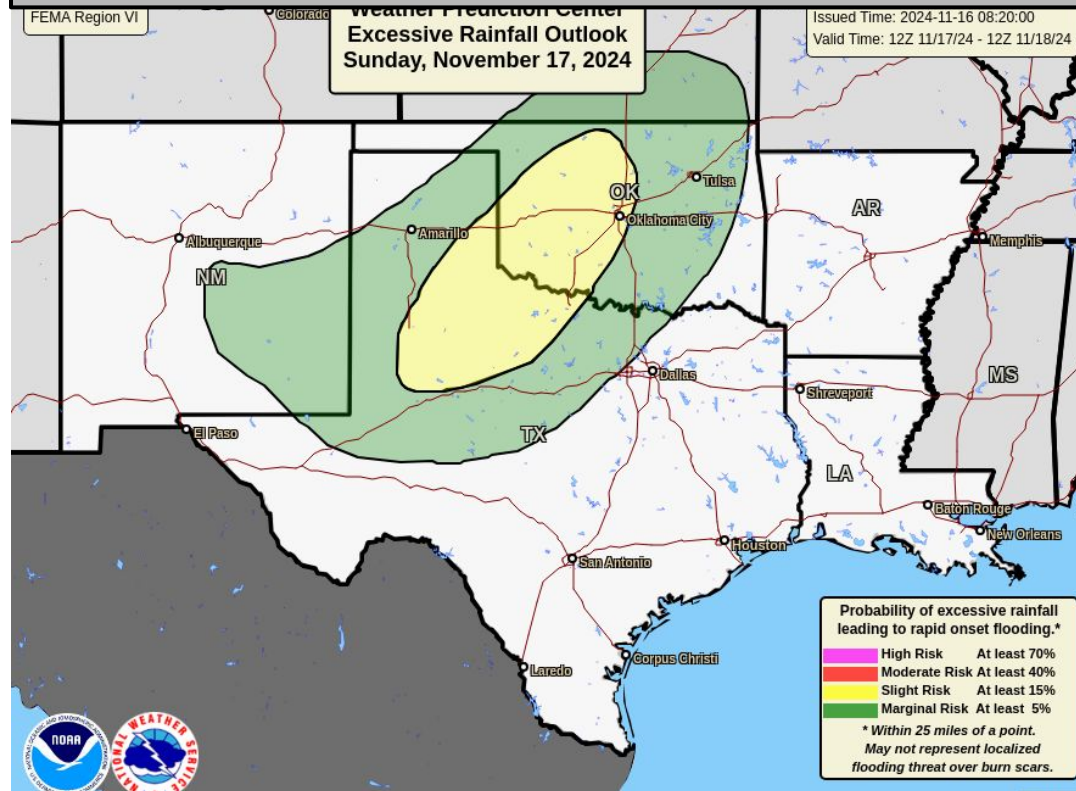 FEMA Region VI
Colorado
Weather Prediction Center
Excessive Rainfall Outlook
Sunday, November 17, 2024
Issued Time: 2024-11-16 08:20:00
Valid Time: 12Z 11/17/24 - 12Z 11/18/24
Tulsa
OK
Oklahoma City
AR
Amarillo
Albuquerque
Memphis
NM
Dallas
MS
Shreveport
El Paso
TX
LA
Baton Rouge
New Orleans
Houston
San Antonio
Corpus Christi
Laredo
Probability of excessive rainfall
leading to rapid onset flooding.*
High Risk At least 70%
Moderate Risk At least 40%
Slight Risk At least 15%
Marginal Risk At least 5%
* Within 25 miles of a point.
May not represent localized
flooding threat over burn scars.
NOAA
NATIONAL WEATHER SERVICE